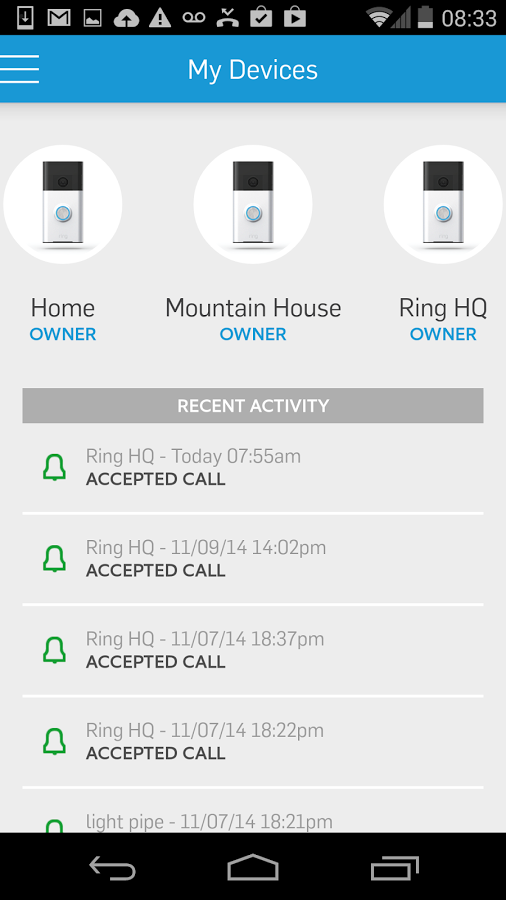 08:33
My Devices
Home
Mountain House
Ring HQ
OWNER
OWNER
OWNER
RECENT ACTIVITY
Ring HQ - Today 07:55am
ACCEPTED CALL
Ring HQ - 11/09/14 14:02pm
ACCEPTED CALL
Ring HQ - 11/07/14 18:37pm
ACCEPTED CALL
Ring HQ - 11/07/14 18:22pm
ACCEPTED CALL
light pipe - 11/07/14 18:21pm